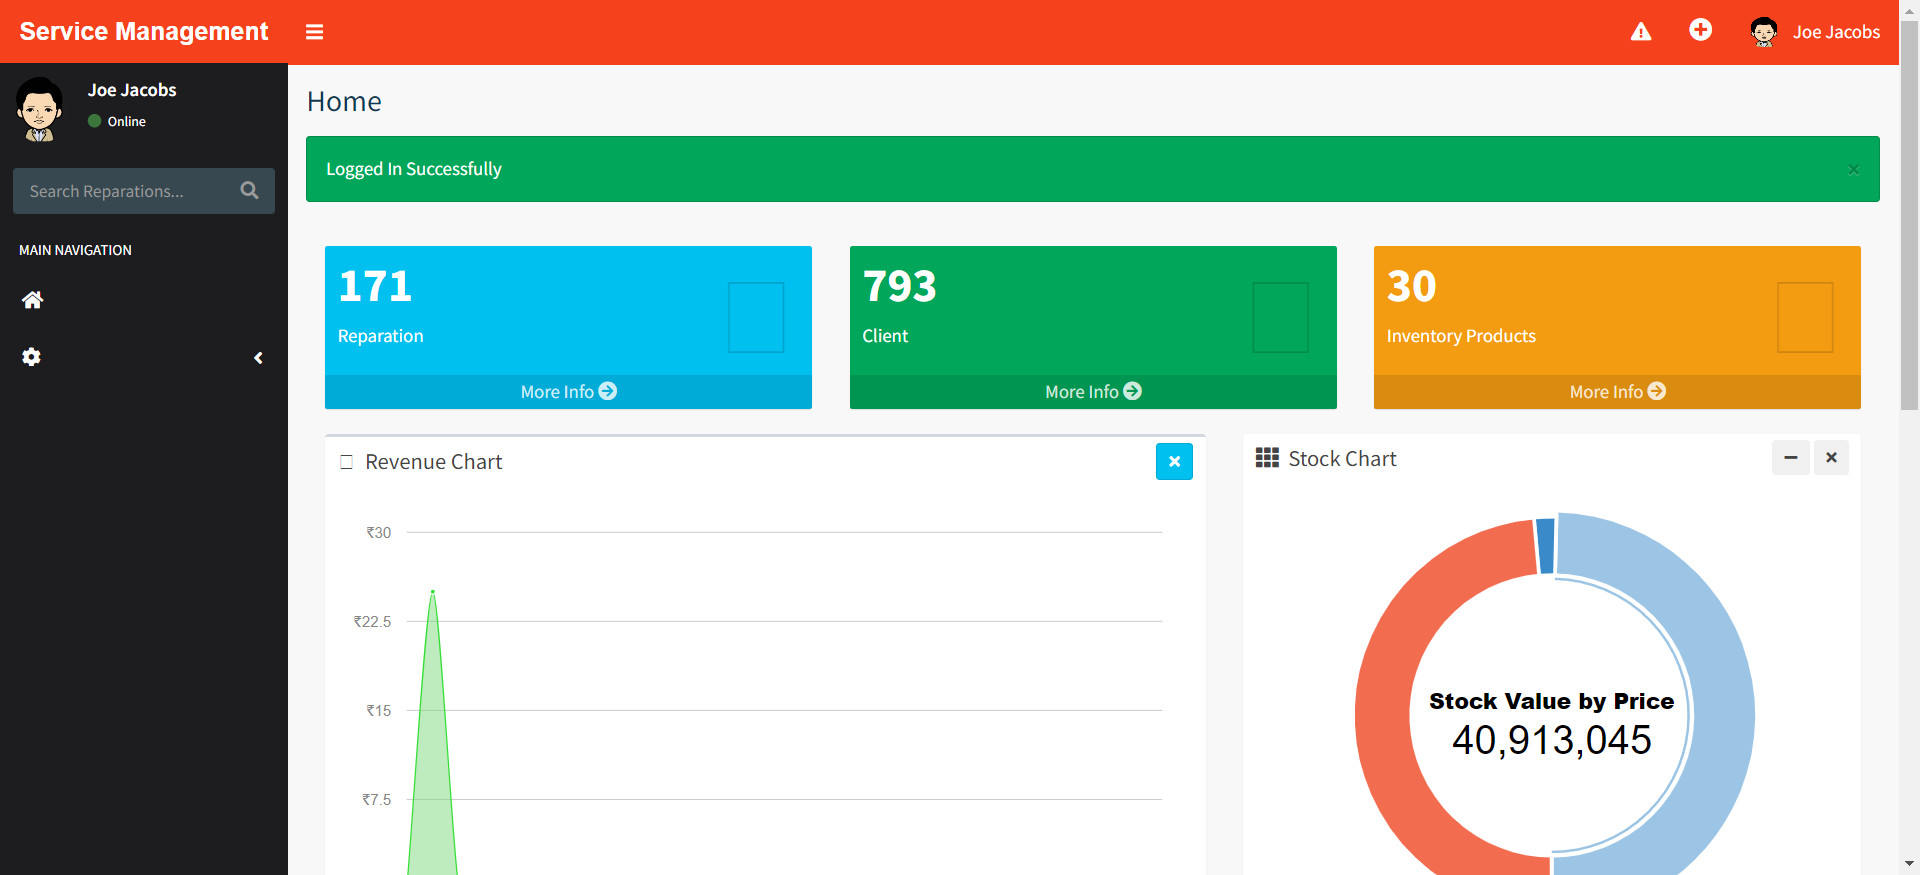 Service Management
Joe Jacobs
Joe Jacobs
Online
Search Reparations...
MAIN NAVIGATION
Home
Logged In Successfully
×
171
Reparation
More Info
793
Client
More Info
30
Inventory Products
More Info
Revenue Chart
₹30
₹22.5
₹15
₹7.5
Stock Chart
Stock Value by Price
40,913,045